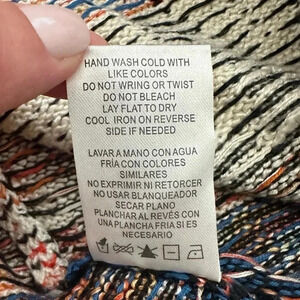 HAND WASH COLD WITH
LIKE COLORS
DO NOT WRING OR TWIST
DO NOT BLEACH
LAY FLAT TO DRY
COOL IRON ON REVERSE
SIDE IF NEEDED
LAVAR A MANO CON AGUA
FRÍA CON COLORES
SIMILARES
NO EXPRIMIR NI RETORCER
NO USAR BLANQUEADOR
SECAR PLANO
PLANCHAR AL REVÉS CON
UNA PLANCHA FRÍA SI ES
NECESARIO